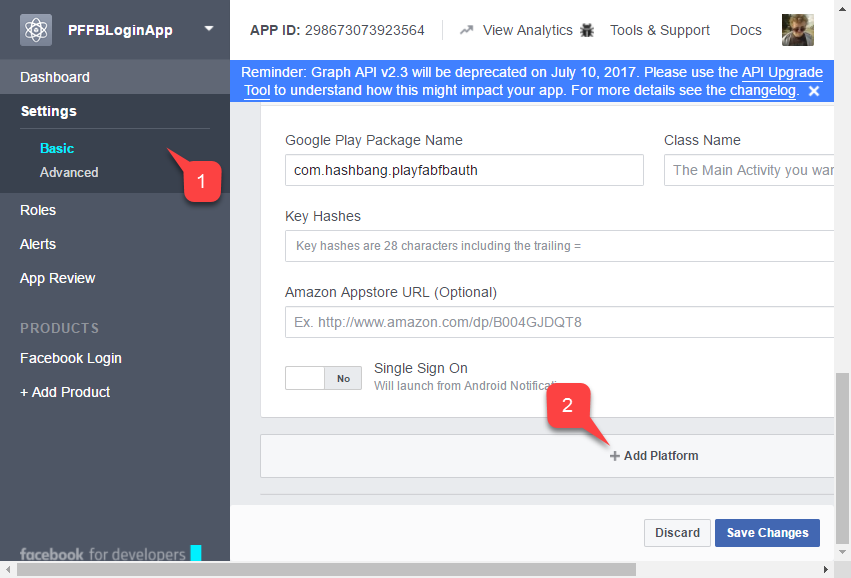 PFFBLoginApp
APP ID: 298673073923564
View Analytics
Tools & Support
Docs
Dashboard
Settings
Basic
Advanced
1
Roles
Alerts
App Review
PRODUCTS
Facebook Login
+ Add Product
facebook for developers
Reminder: Graph API v2.3 will be deprecated on July 10, 2017. Please use the API Upgrade
Tool to understand how this might impact your app. For more details see the changelog.
Google Play Package Name
com.hashbang.playfabfbauth
Class Name
The Main Activity you wan
Key Hashes
Key hashes are 28 characters including the trailing =
Amazon Appstore URL (Optional)
Ex. http://www.amazon.com/dp/B004GJDQT8
No
Single Sign On
Will launch from Android
2
+ Add Platform
Discard
Save Changes